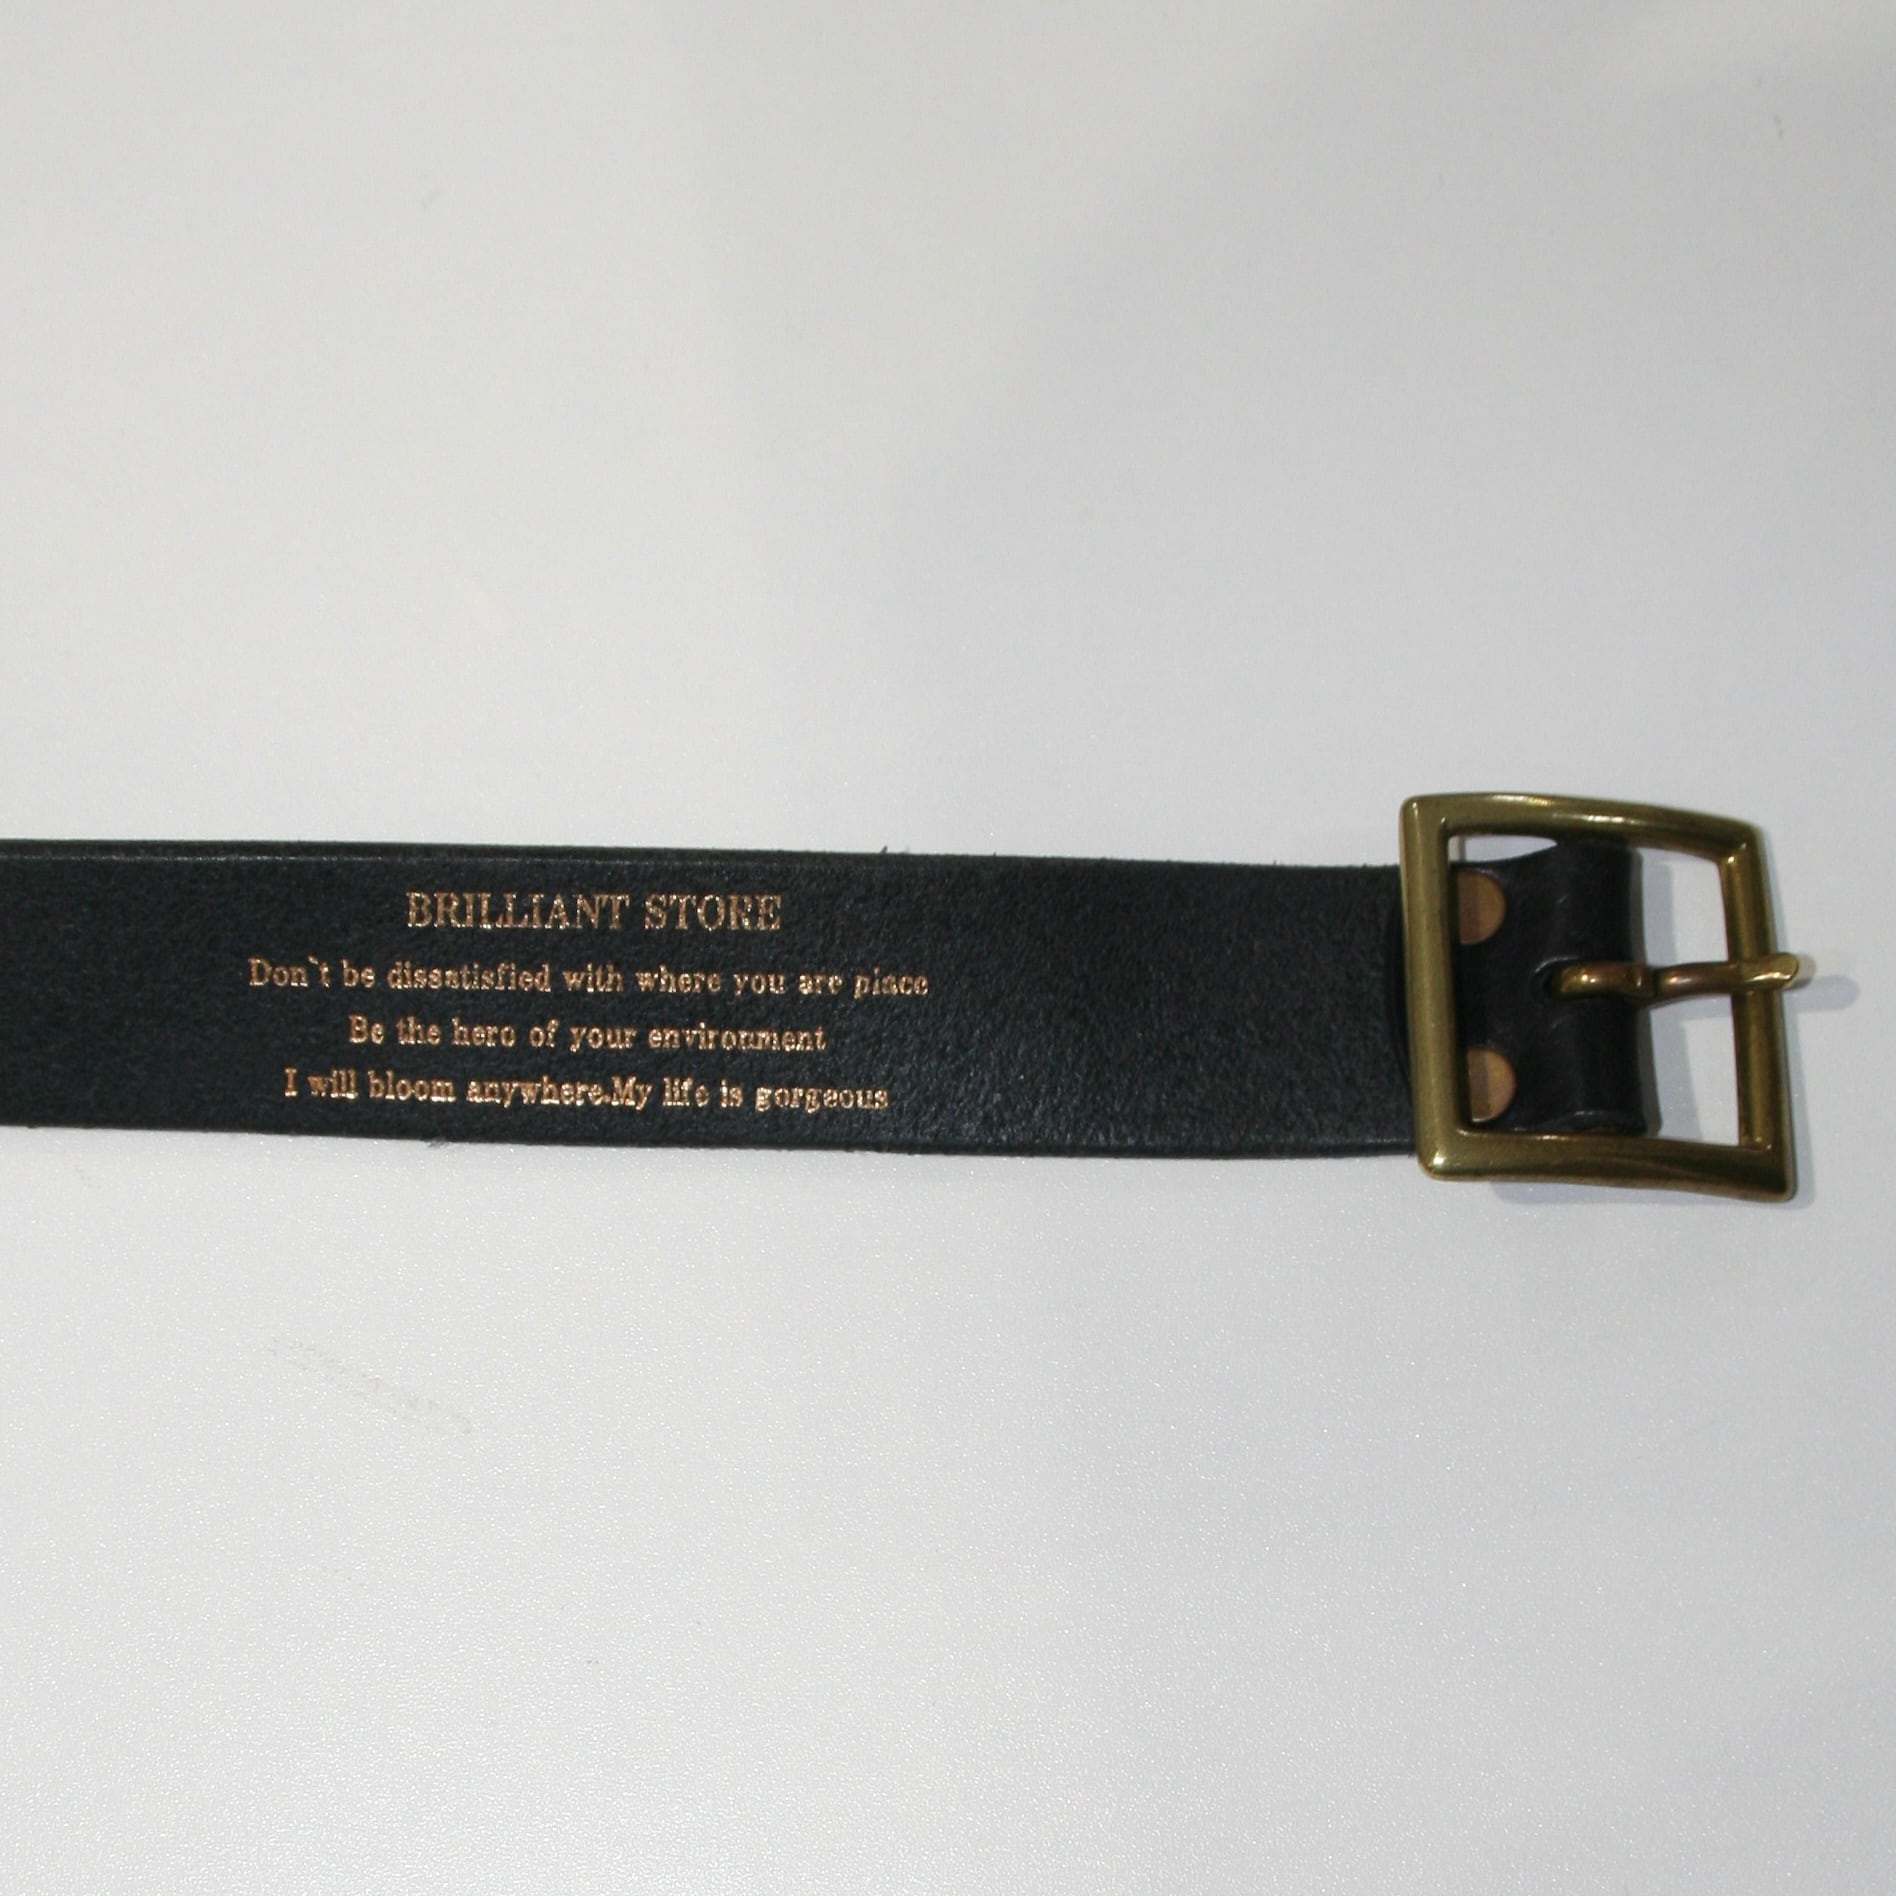 BRILLIANT STORE
Don`t be dissatisfied with where you are place
Be the hero of your environment
I will bloom anywhere.My life is gorgeous